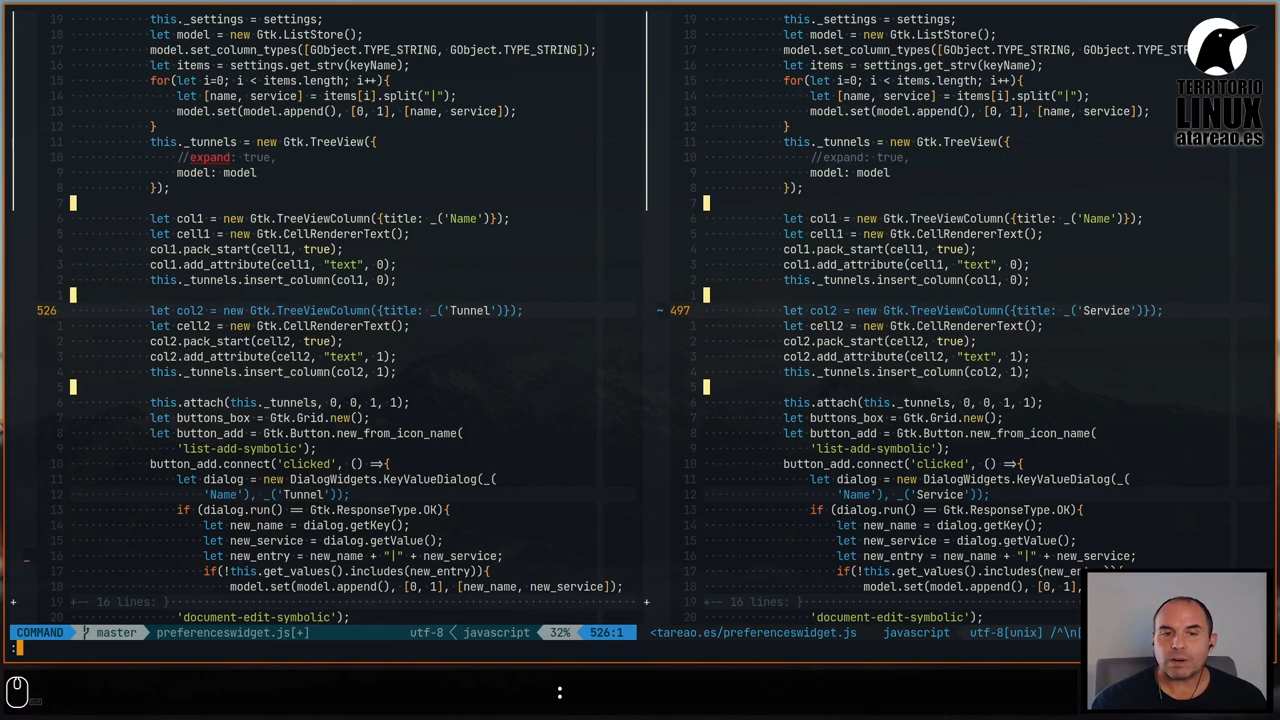 19 this._settings = settings;
18 let model = new Gtk.ListStore();
17 model.set_column_types([GObject.TYPE_STRING, GObject.TYPE_STRING]);
16 let items = settings.get_strv(keyName);
15 for(let i=0; i < items.length; i++){
14 let [name, service] = items[i].split("|");
13 model.set(model.append(), [0, 1], [name, service]);
12 }
11 this._tunnels = new Gtk.TreeView({
10 //expand: true,
9 model: model
8 });
7
6 let col1 = new Gtk.TreeViewColumn({title: _('Name')});
5 let cell1 = new Gtk.CellRendererText();
4 col1.pack_start(cell1, true);
3 col1.add_attribute(cell1, "text", 0);
2 this._tunnels.insert_column(col1, 0);
1
526 let col2 = new Gtk.TreeViewColumn({title: _('Tunnel')});
1 let cell2 = new Gtk.CellRendererText();
2 col2.pack_start(cell2, true);
3 col2.add_attribute(cell2, "text", 1);
4 this._tunnels.insert_column(col2, 1);
5
6 this.attach(this._tunnels, 0, 0, 1, 1);
7 let buttons_box = Gtk.Grid.new();
8 let button_add = Gtk.Button.new_from_icon_name(
9 'list-add-symbolic');
10 button_add.connect('clicked', () =>{
11 let dialog = new DialogWidgets.KeyValueDialog(_(
12 'Name'), _('Tunnel'));
13 if (dialog.run() == Gtk.ResponseType.OK){
14 let new_name = dialog.getKey();
15 let new_service = dialog.getValue();
16 let new_entry = new_name + "|" + new_service;
17 if(!this.get_values().includes(new_entry)){
18 model.set(model.append(), [0, 1], [new_name, new_service]);
+ 19 +-- 16 lines: }
20 'document-edit-symbolic');
COMMAND master preferenceswidget.js[+] utf-8 javascript 32% 526:1
:
19 this._settings = settings;
18 let model = new Gtk.ListStore();
17 model.set_column_types([GObject.TYPE_STRING, GObject.TYPE_STR
16 let items = settings.get_strv(keyName);
15 for(let i=0; i < items.length; i++){
14 let [name, service] = items[i].split("|");
13 model.set(model.append(), [0, 1], [name, service]);
12 }
11 this._tunnels = new Gtk.TreeView({
10 //expand: true,
9 model: model
8 });
7
6 let col1 = new Gtk.TreeViewColumn({title: _('Name')});
5 let cell1 = new Gtk.CellRendererText();
4 col1.pack_start(cell1, true);
3 col1.add_attribute(cell1, "text", 0);
2 this._tunnels.insert_column(col1, 0);
1
~ 497 let col2 = new Gtk.TreeViewColumn({title: _('Service')});
1 let cell2 = new Gtk.CellRendererText();
2 col2.pack_start(cell2, true);
3 col2.add_attribute(cell2, "text", 1);
4 this._tunnels.insert_column(col2, 1);
5
6 this.attach(this._tunnels, 0, 0, 1, 1);
7 let buttons_box = Gtk.Grid.new();
8 let button_add = Gtk.Button.new_from_icon_name(
9 'list-add-symbolic');
10 button_add.connect('clicked', () =>{
11 let dialog = new DialogWidgets.KeyValueDialog(_(
12 'Name'), _('Service'));
13 if (dialog.run() == Gtk.ResponseType.OK){
14 let new_name = dialog.getKey();
15 let new_service = dialog.getValue();
16 let new_entry = new_name + "|" + new_service;
17 if(!this.get_values().includes(new_entry)){
18 model.set(model.append(), [0, 1],
+ 19 +-- 16 lines: }
20 'document-edit-symbolic');
<tareao.es/preferenceswidget.js javascript utf-8[unix] /^\n[
TERRITORIO
LINUX
atareao.es
: